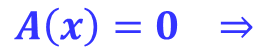 A(x) = 0 ⇒